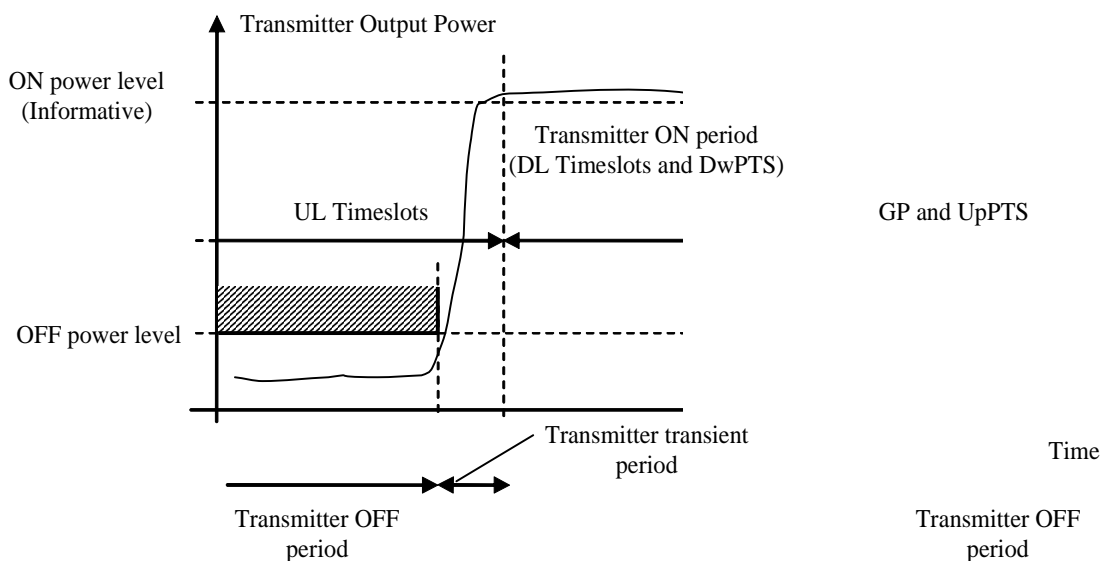 Transmitter Output Power
ON power level
(Informative)
Transmitter ON period
(DL Timeslots and DwPTS)
UL Timeslots
GP and UpPTS
OFF power level
Transmitter transient
period
Time
Transmitter OFF
period
Transmitter OFF
period